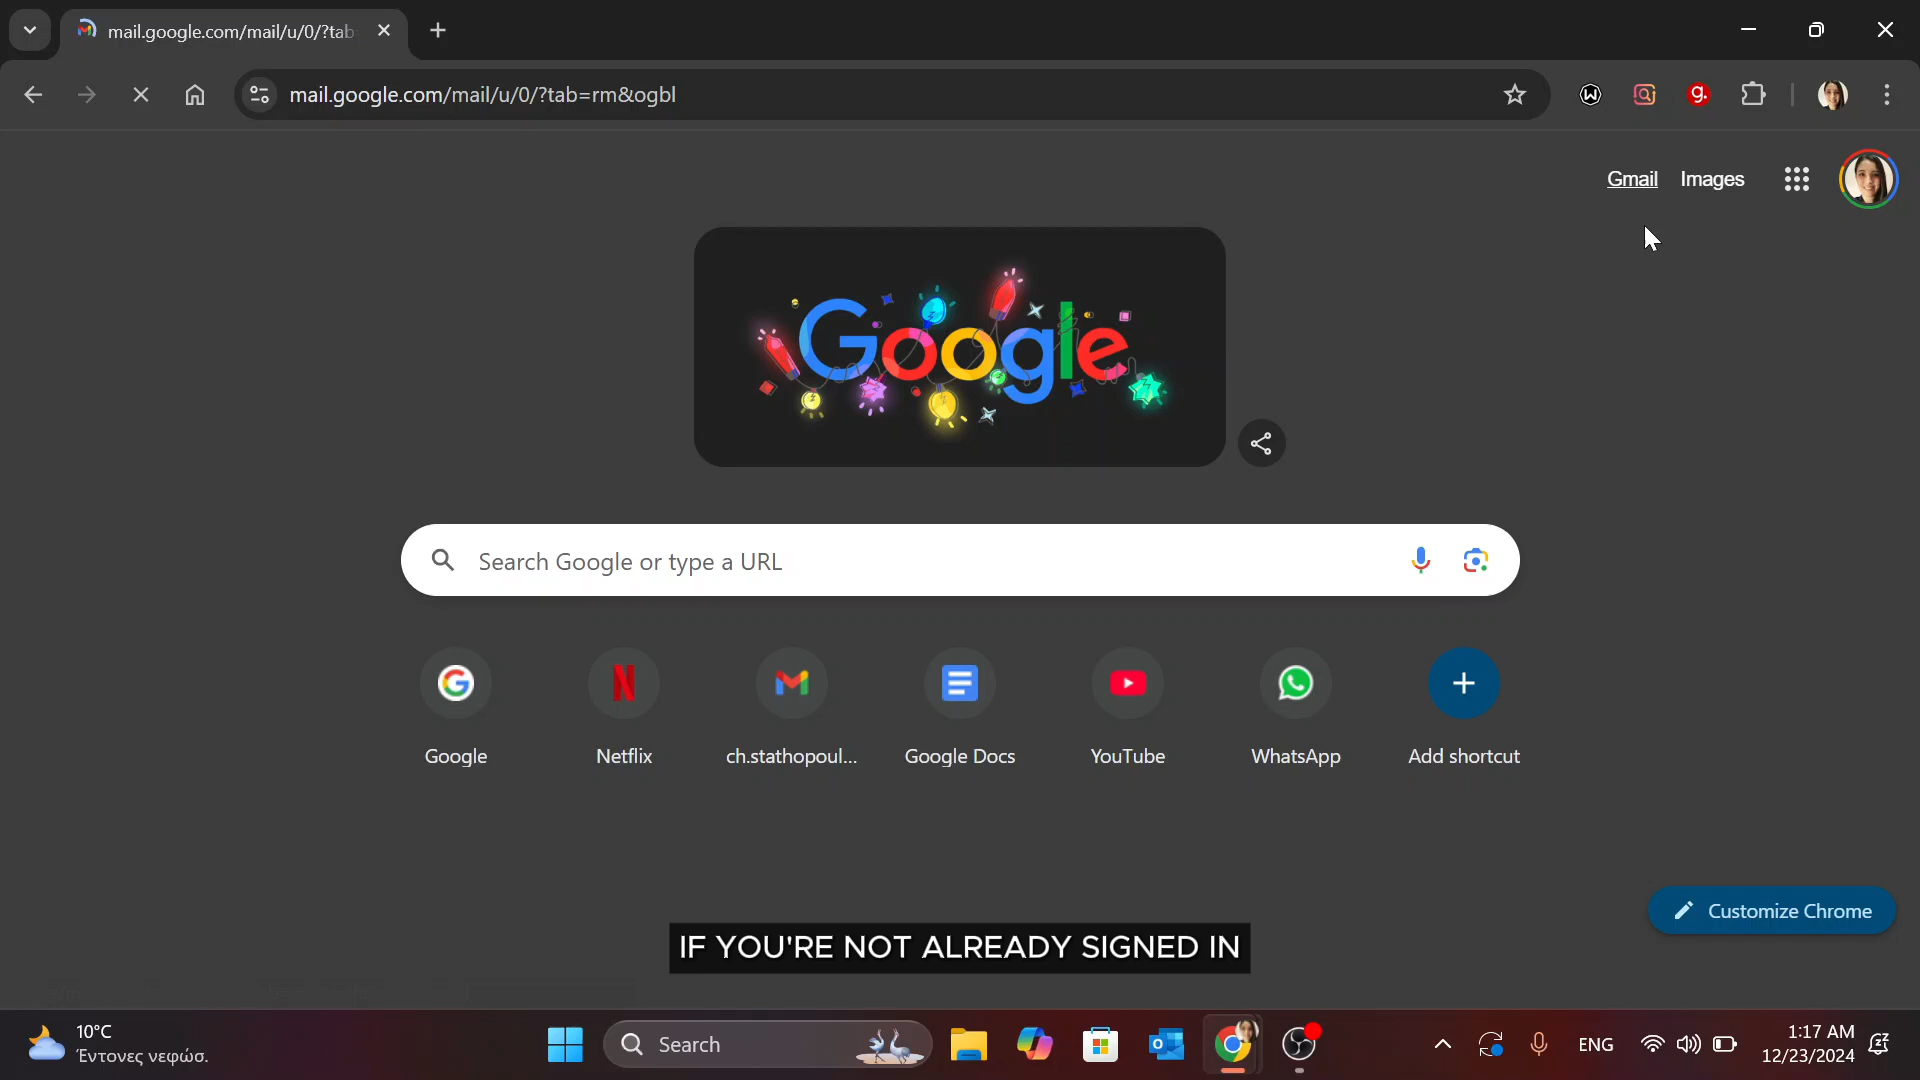 mail.google.com/mail/u/0/?tab
mail.google.com/mail/u/0/?tab=rm&ogbl
g.
Gmail Images
Google
Search Google or type a URL
Google Netflix ch.stathopoul... Google Docs YouTube WhatsApp Add shortcut
Customize Chrome
IF YOU'RE NOT ALREADY SIGNED IN
10°C
Έντονες νεφώσ.
Search
ENG
1:17 AM
12/23/2024